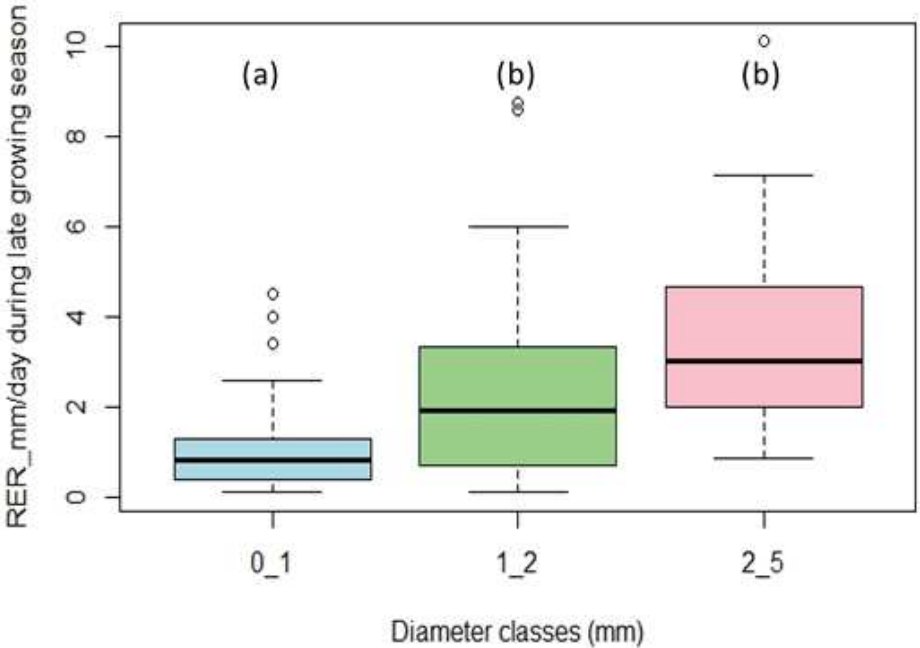 RER_mm/day during late growing season
10
8
6
4
2
0
(a) (b) (b)
0_1 1_2 2_5
Diameter classes (mm)